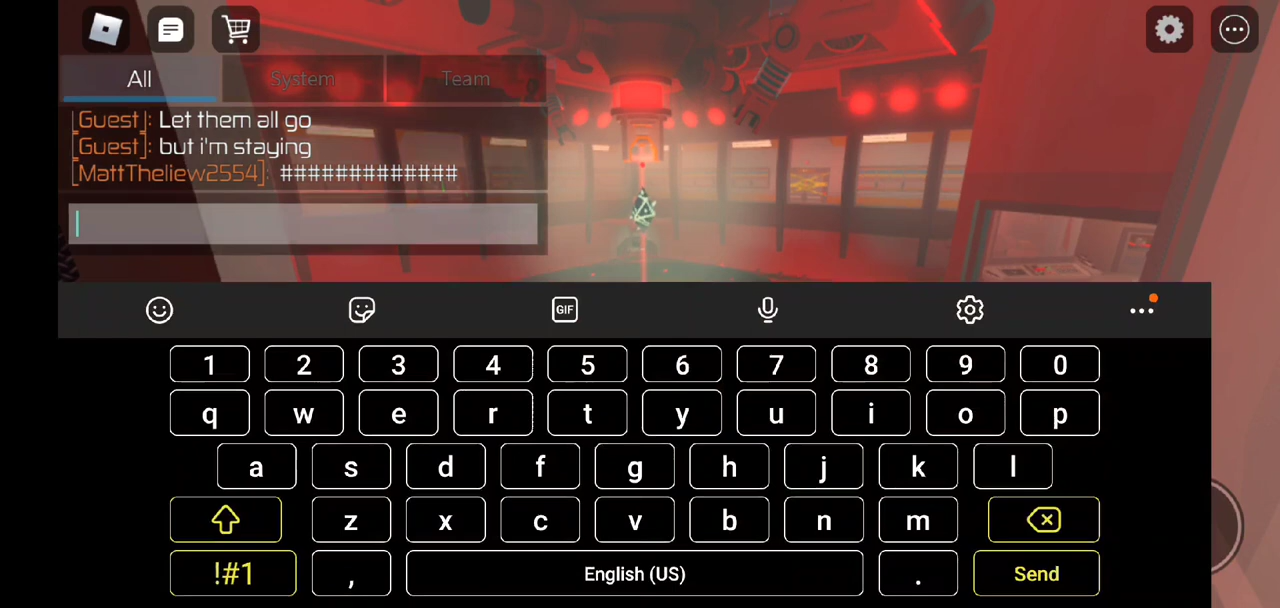 All System Team
[Guest]: Let them all go
[Guest]: but i'm staying
[MattTheliew2554]: #############
GIF
1 2 3 4 5 6 7 8 9 0
q w e r t y u i o p
a s d f g h j k l
z x c v b n m
!#1 , English (US) . Send